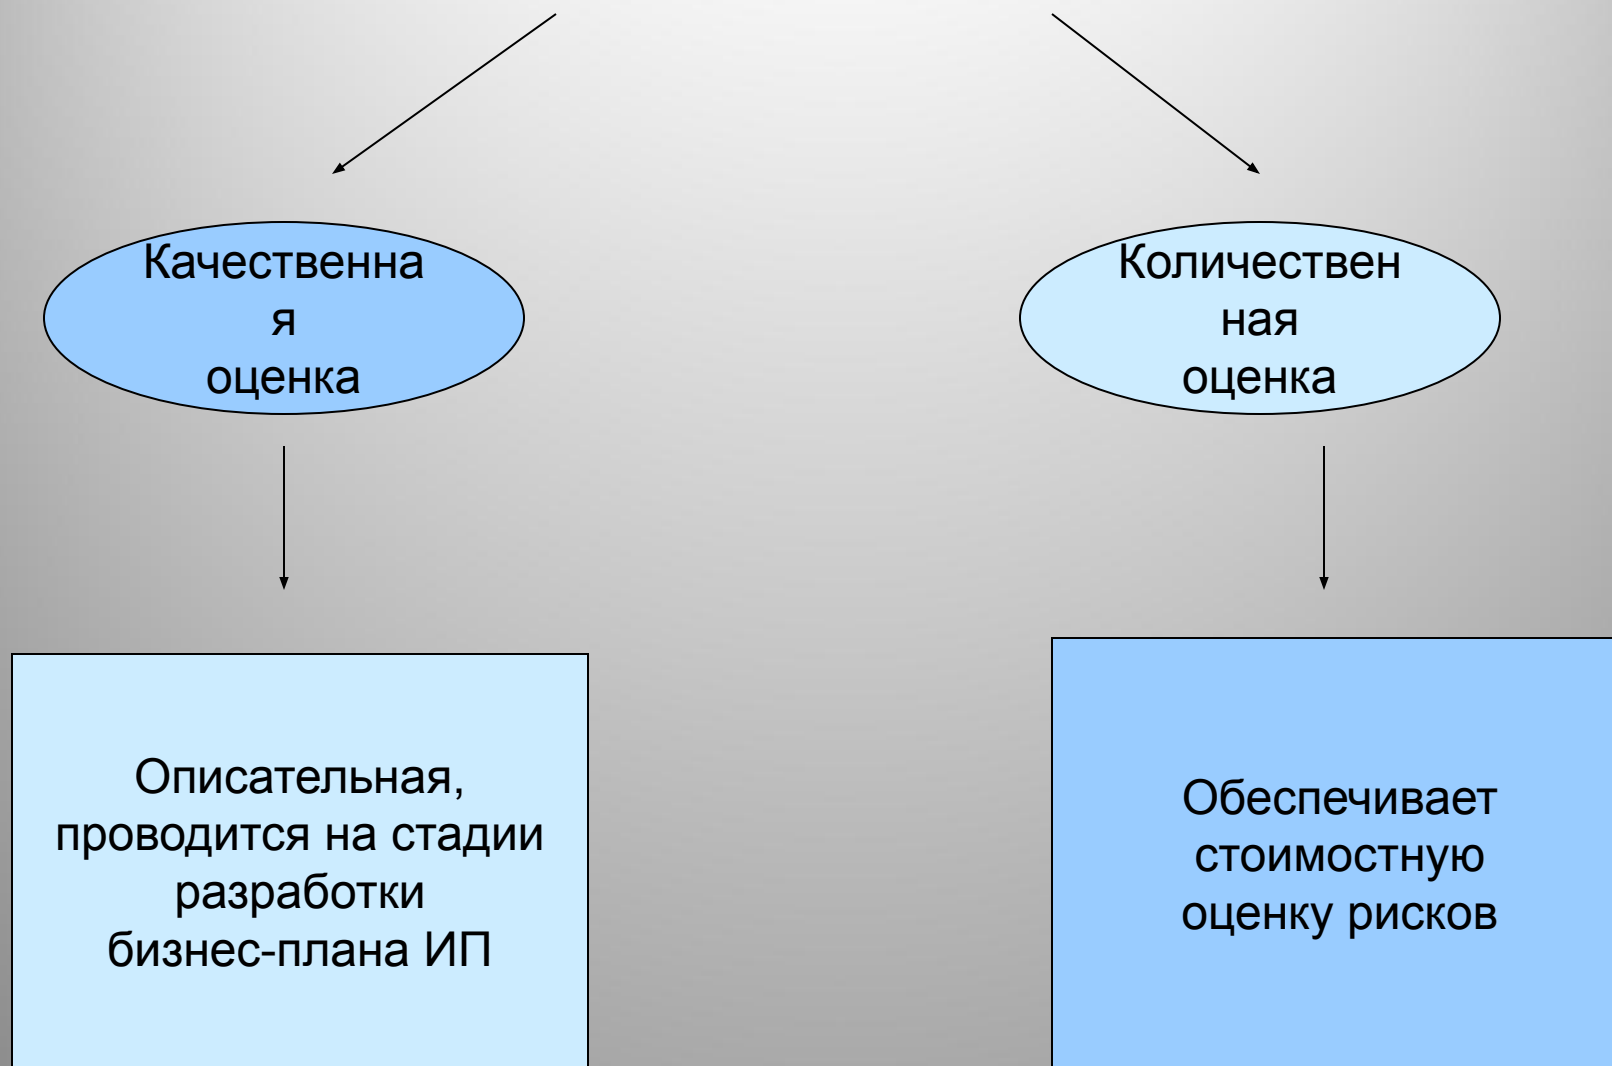 Качественна
я
оценка
Количествен
ная
оценка
Описательная,
проводится на стадии
разработки
бизнес-плана ИП
Обеспечивает
стоимостную
оценку рисков